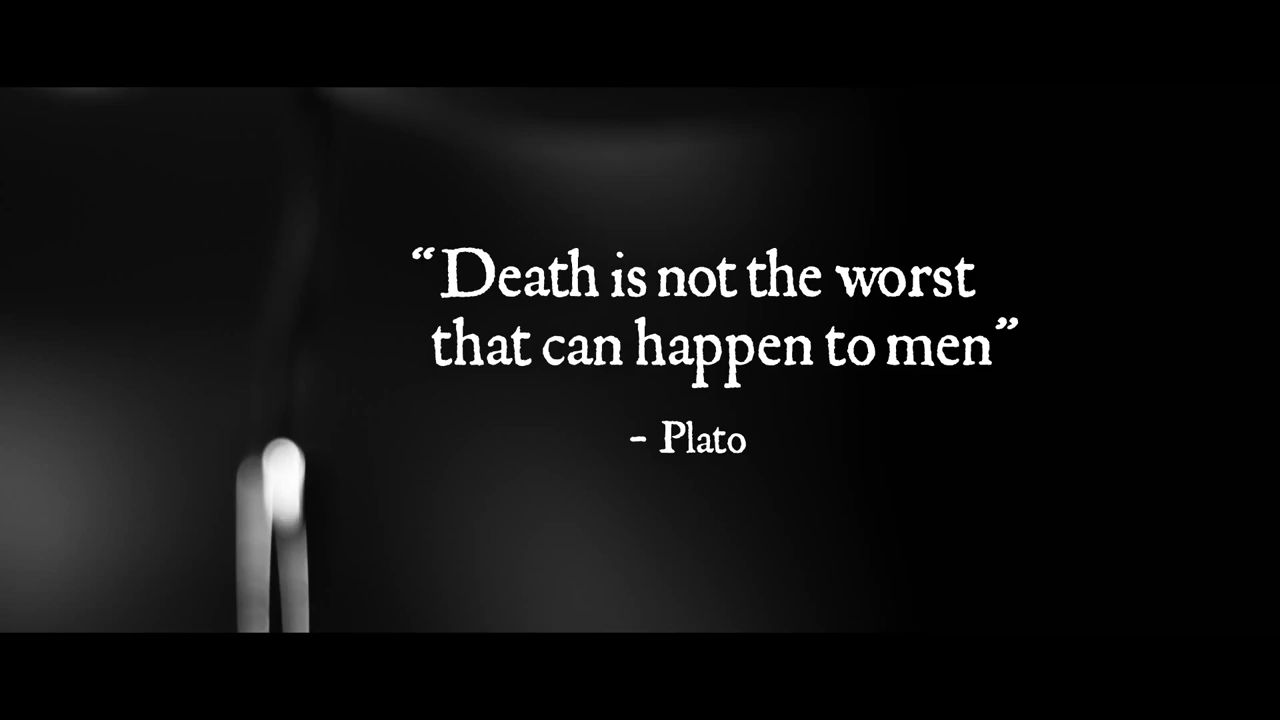 “Death is not the worst
that can happen to men”
- Plato